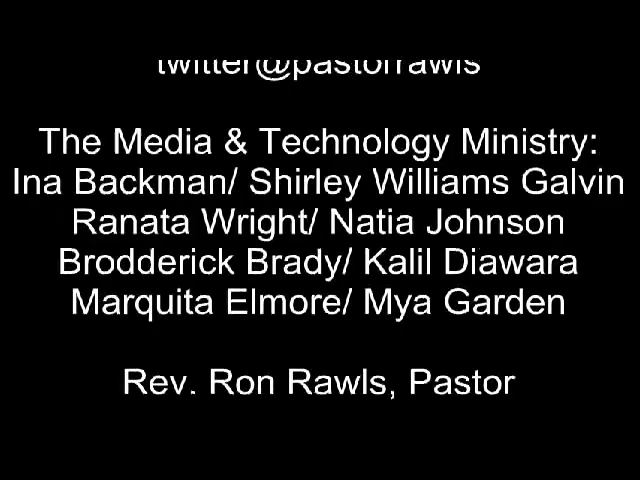 twitter@pastorrawls
The Media & Technology Ministry:
Ina Backman/ Shirley Williams Galvin
Ranata Wright/ Natia Johnson
Brodderick Brady/ Kalil Diawara
Marquita Elmore/ Mya Garden
Rev. Ron Rawls, Pastor